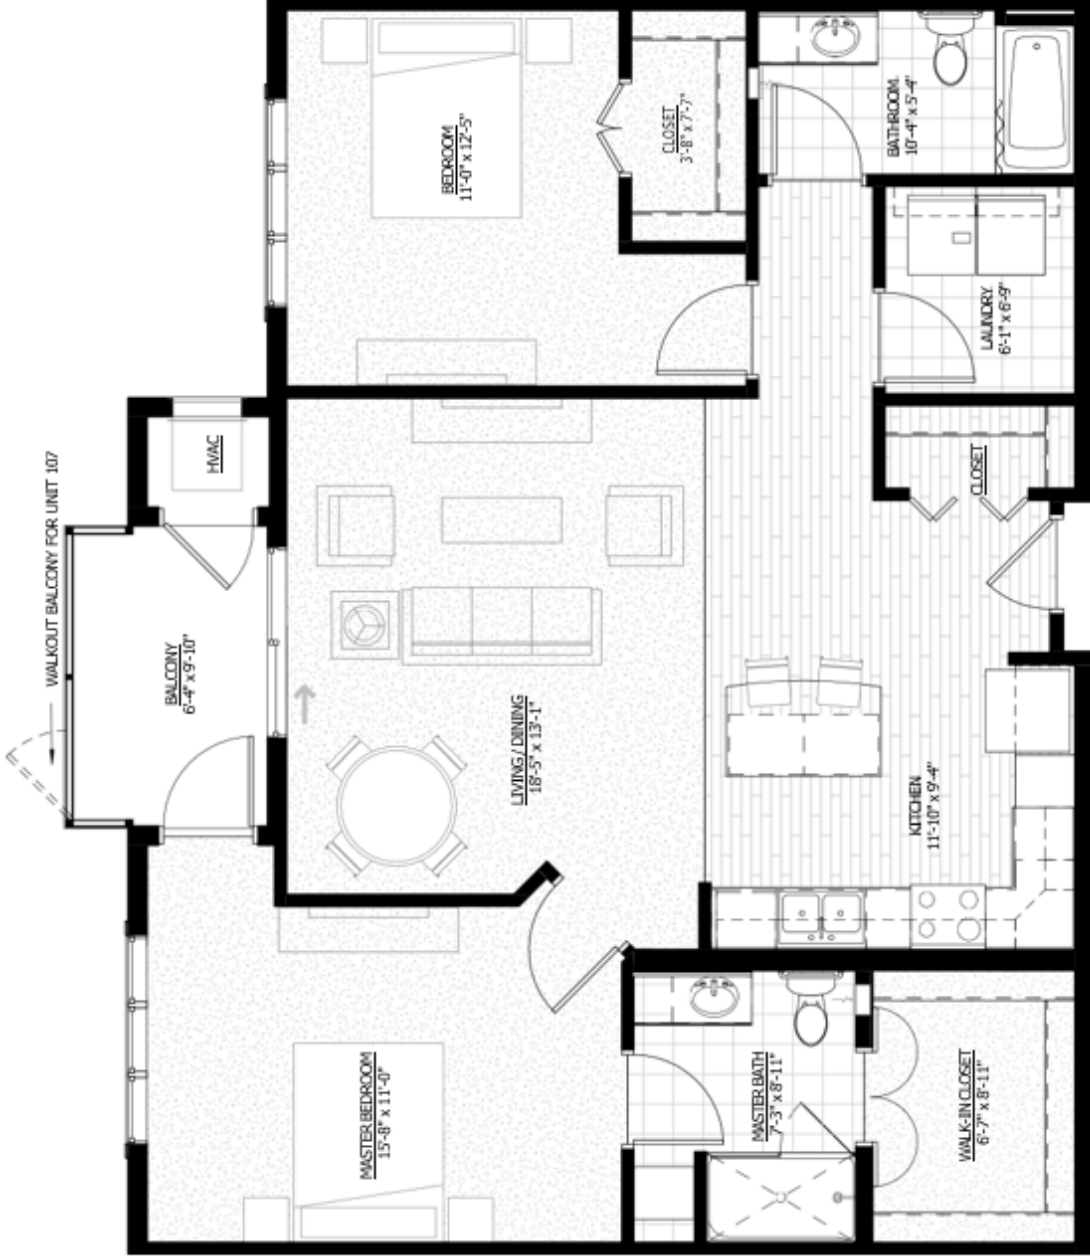 BEDROOM
11'-0" x 12'-5"
CLOSET
3'-8" x 7'-7"
BATHROOM
10'-4" x 5'-4"
LAUNDRY
6'-1" x 6'-9"
CLOSET
HVAC
WALKOUT BALCONY FOR UNIT 107
BALCONY
6'-4" x 9'-10"
LIVING / DINING
18'-5" x 13'-1"
KITCHEN
11'-10" x 9'-4"
MASTER BEDROOM
15'-8" x 11'-0"
MASTER BATH
7'-3" x 8'-11"
WALK-IN CLOSET
6'-7" x 8'-11"